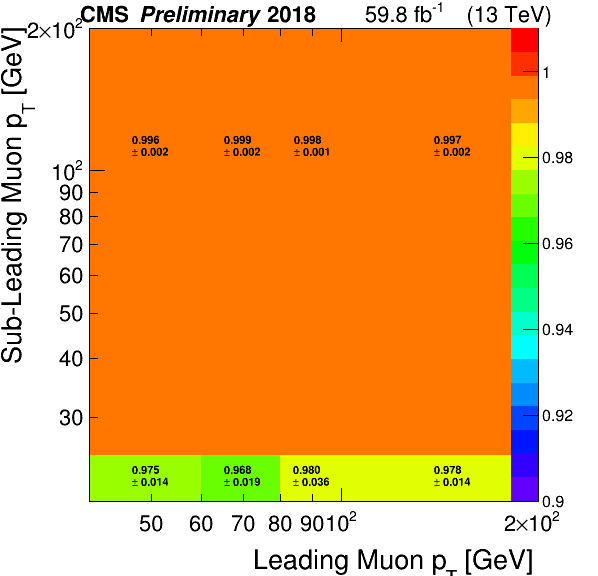 CMS Preliminary 2018 59.8 fb-1 (13 TeV)
2×102
Sub-Leading Muon pT [GeV]
1
0.996 0.999 0.998 0.997
± 0.002 ± 0.002 ± 0.001 ± 0.002
0.98
102
90
80
70
60
50
40
30
0.96
0.94
0.92
0.9
0.975 0.968 0.980 0.978
± 0.014 ± 0.019 ± 0.036 ± 0.014
50 60 70 80 90 102 2×102
Leading Muon pT [GeV]